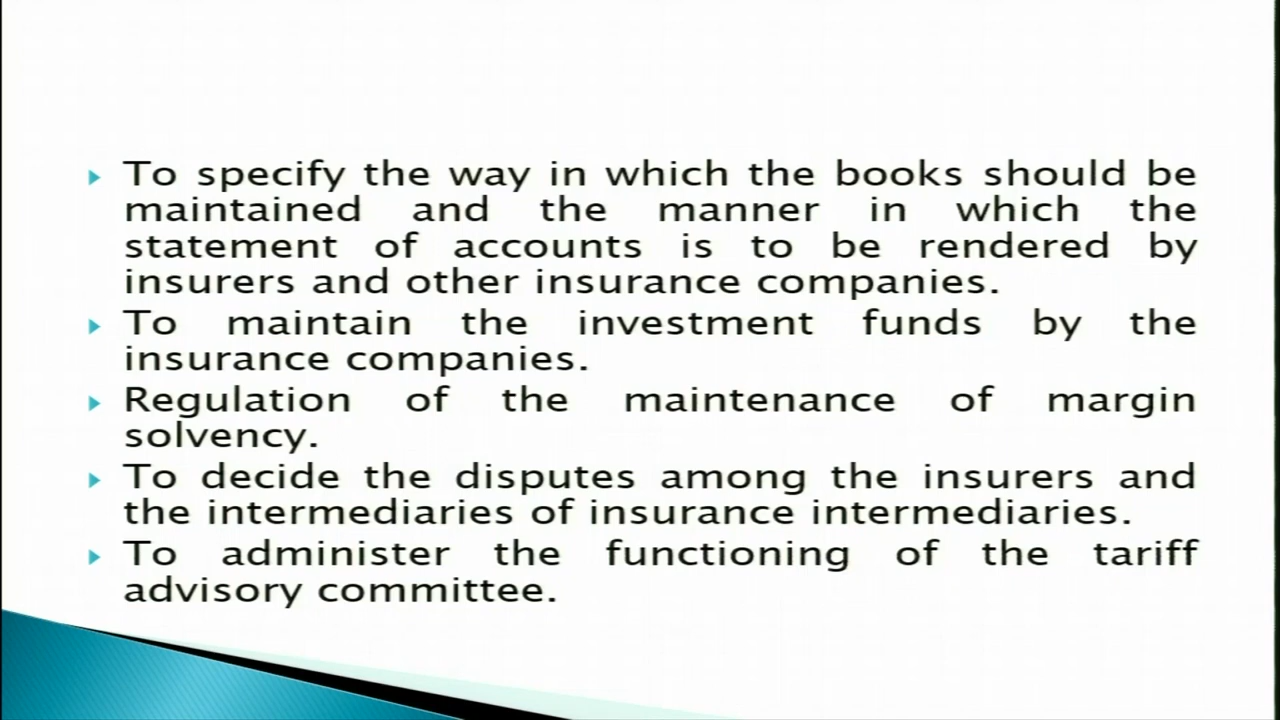 To specify the way in which the books should be
maintained and the manner in which the
statement of accounts is to be rendered by
insurers and other insurance companies.
To maintain the investment funds by the
insurance companies.
Regulation of the maintenance of margin
solvency.
To decide the disputes among the insurers and
the intermediaries of insurance intermediaries.
To administer the functioning of the tariff
advisory committee.